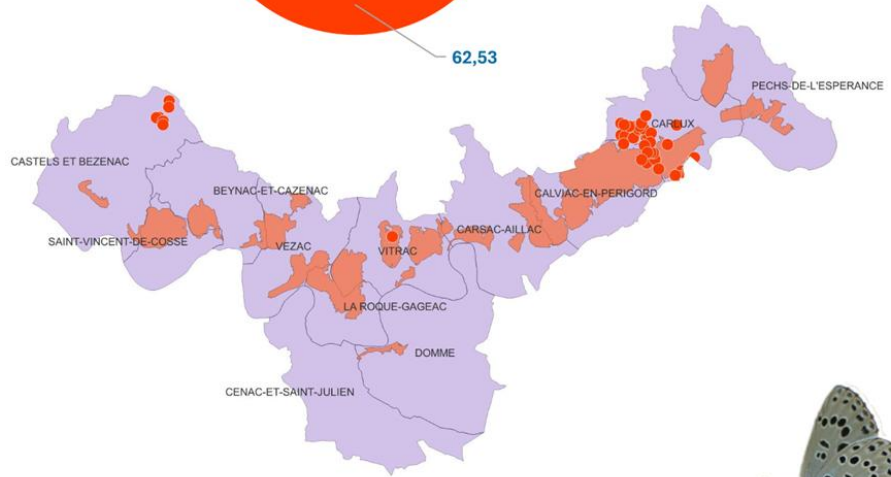 62,53
PECHS-DE-L'ESPERANCE
CARLUX
CASTELS ET BEZENAC
BEYNAC-ET-CAZENAC
CALVIAC-EN-PERIGORD
SAINT-VINCENT-DE-COSSE
VEZAC
VITRAC
CARSAC-AILLAC
LA ROQUE-GAGEAC
DOMME
CENAC-ET-SAINT-JULIEN